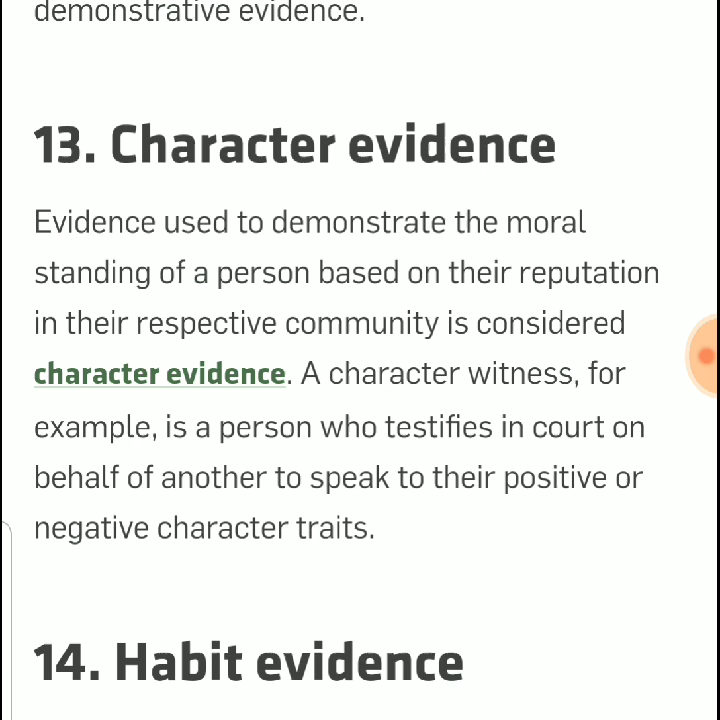 demonstrative evidence.
13. Character evidence
Evidence used to demonstrate the moral
standing of a person based on their reputation
in their respective community is considered
character evidence. A character witness, for
example, is a person who testifies in court on
behalf of another to speak to their positive or
negative character traits.
14. Habit evidence